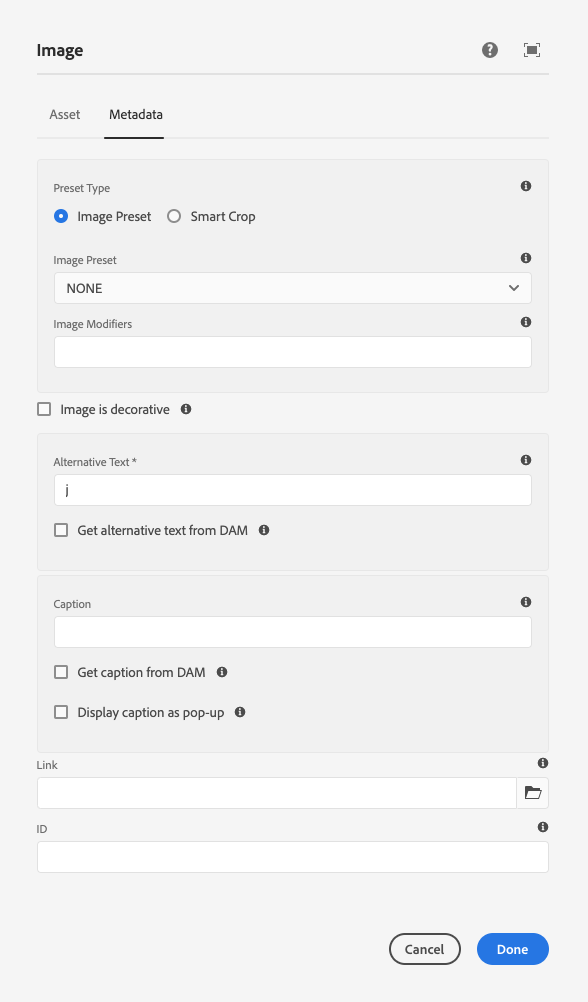 Image
Asset Metadata
Preset Type
Image Preset Smart Crop
Image Preset
NONE
Image Modifiers
Image is decorative
Alternative Text *
j
Get alternative text from DAM
Caption
Get caption from DAM
Display caption as pop-up
Link
ID
Cancel Done